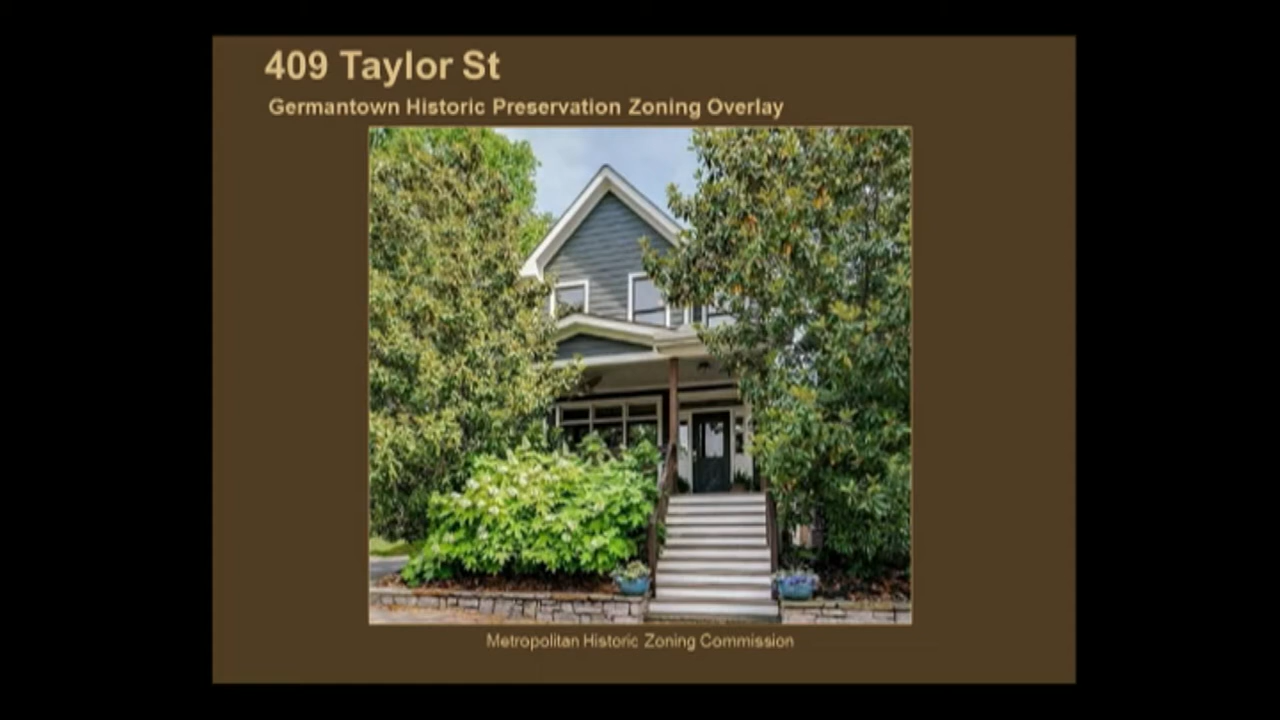 409 Taylor St
Germantown Historic Preservation Zoning Overlay
Metropolitan Historic Zoning Commission